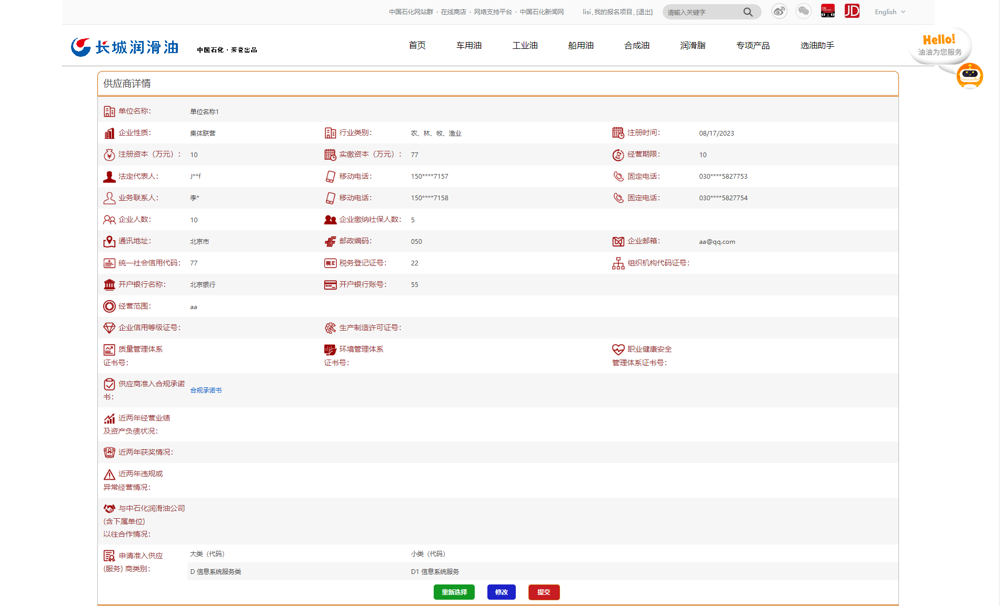 中国石化网站群 · 在线商店 · 网络支持平台 · 中国石化新闻网 lisi ,我的报名项目, [退出] 请输入关键字 JD English
长城润滑油 中国石化 · 荣誉出品 首页 车用油 工业油 船用油 合成油 润滑脂 专项产品 选油助手
Hello!
油油为您服务
供应商详情
单位名称： 单位名称1
企业性质： 集体联营 行业类别： 农、林、牧、渔业 注册时间： 08/17/2023
注册资本（万元）： 10 实缴资本（万元）： 77 经营期限： 10
法定代表人： J**f 移动电话： 150****7157 固定电话： 030****5827753
业务联系人： 李* 移动电话： 150****7158 固定电话： 030****5827754
企业人数： 10 企业缴纳社保人数： 5
通讯地址： 北京市 邮政编码： 050 企业邮箱： aa@qq.com
统一社会信用代码： 77 税务登记证号： 22 组织机构代码证号：
开户银行名称： 北京银行 开户银行账号： 55
经营范围： aa
企业信用等级证号： 生产制造许可证号：
质量管理体系 环境管理体系 职业健康安全
证书号： 证书号： 管理体系证书号：
供应商准入合规承诺
书： 合规承诺书
近两年经营业绩
及资产负债状况：
近两年获奖情况：
近两年违规或
异常经营情况：
与中石化润滑油公司
(含下属单位)
以往合作情况：
申请准入供应 大类（代码） 小类（代码）
(服务) 商类别： D 信息系统服务类 D1 信息系统服务
重新选择 修改 提交